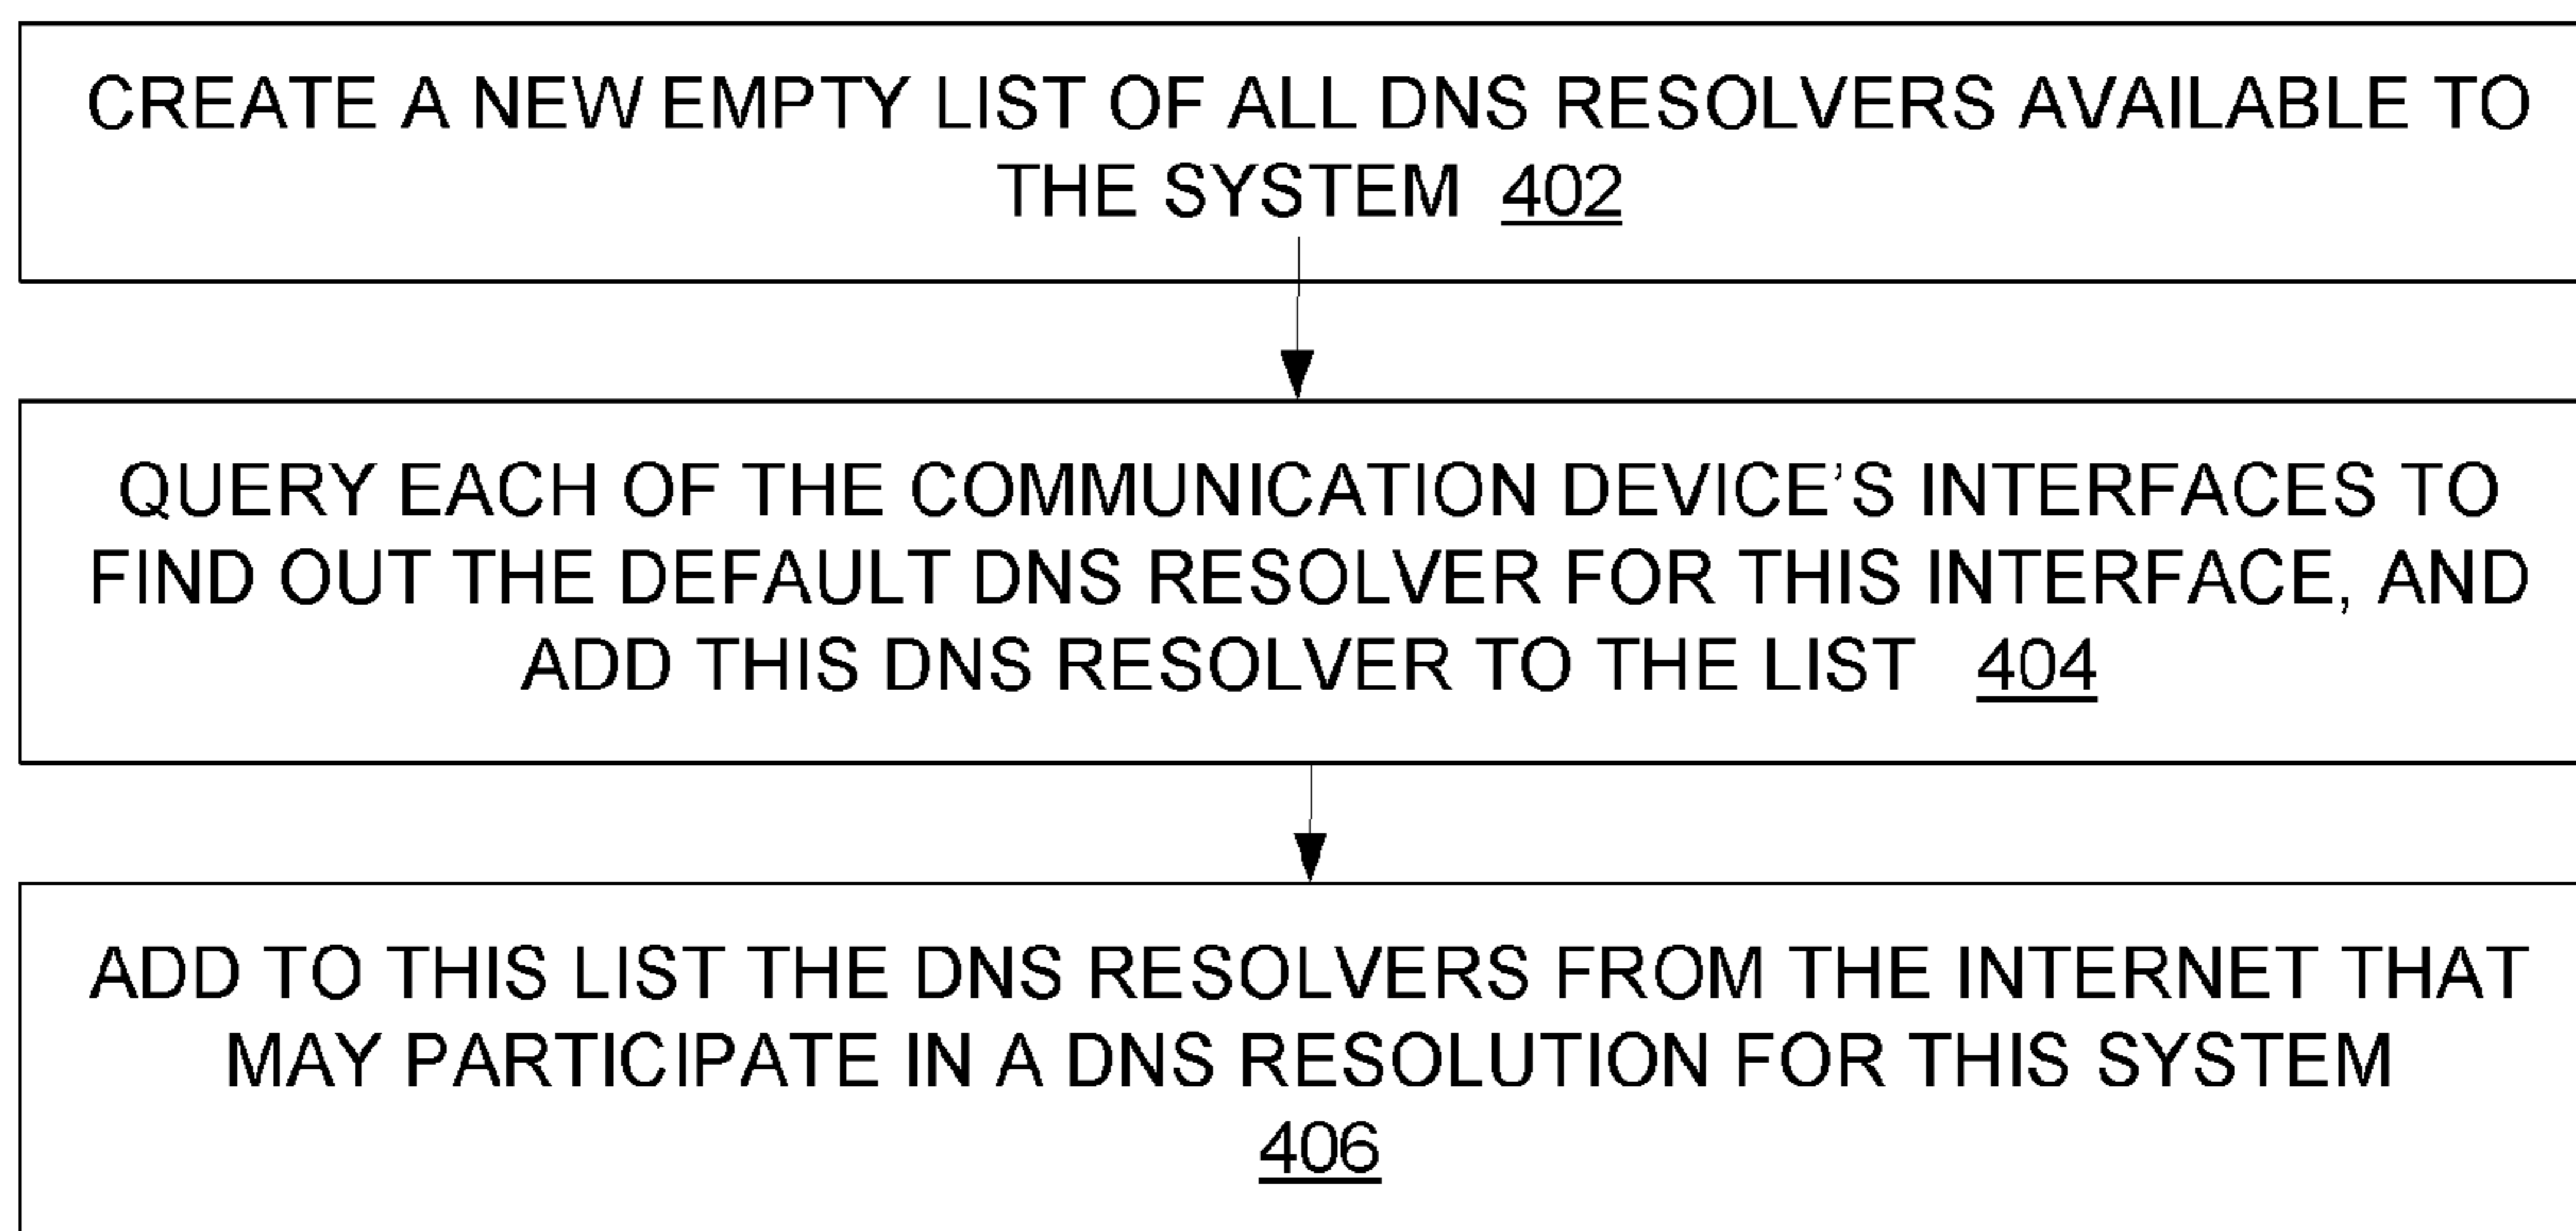 CREATE A NEW EMPTY LIST OF ALL DNS RESOLVERS AVAILABLE TO
THE SYSTEM 402
QUERY EACH OF THE COMMUNICATION DEVICE'S INTERFACES TO
FIND OUT THE DEFAULT DNS RESOLVER FOR THIS INTERFACE, AND
ADD THIS DNS RESOLVER TO THE LIST 404
ADD TO THIS LIST THE DNS RESOLVERS FROM THE INTERNET THAT
MAY PARTICIPATE IN A DNS RESOLUTION FOR THIS SYSTEM
406